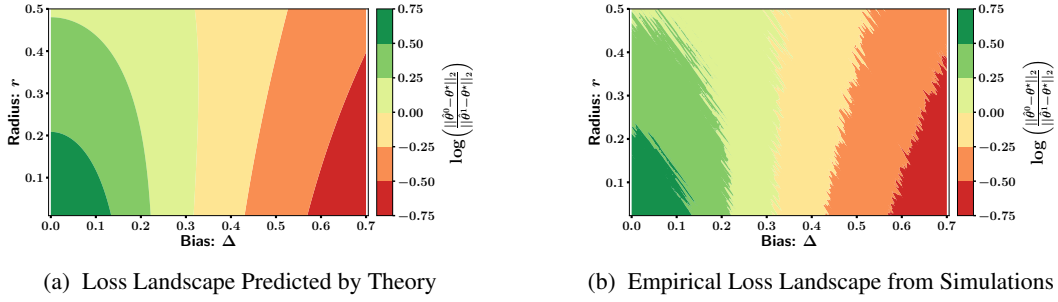 0.5
0.4
0.3
0.2
0.1
Radius: r
0.0 0.1 0.2 0.3 0.4 0.5 0.6 0.7
Bias: Δ
0.75
0.50
0.25
0.00
−0.25
−0.50
−0.75
log(||θ̂⁰−θ*||₂ / ||θ̂¹−θ*||₂)
(a) Loss Landscape Predicted by Theory
0.5
0.4
0.3
0.2
0.1
Radius: r
0.0 0.1 0.2 0.3 0.4 0.5 0.6 0.7
Bias: Δ
0.75
0.50
0.25
0.00
−0.25
−0.50
−0.75
log(||θ̂⁰−θ*||₂ / ||θ̂¹−θ*||₂)
(b) Empirical Loss Landscape from Simulations